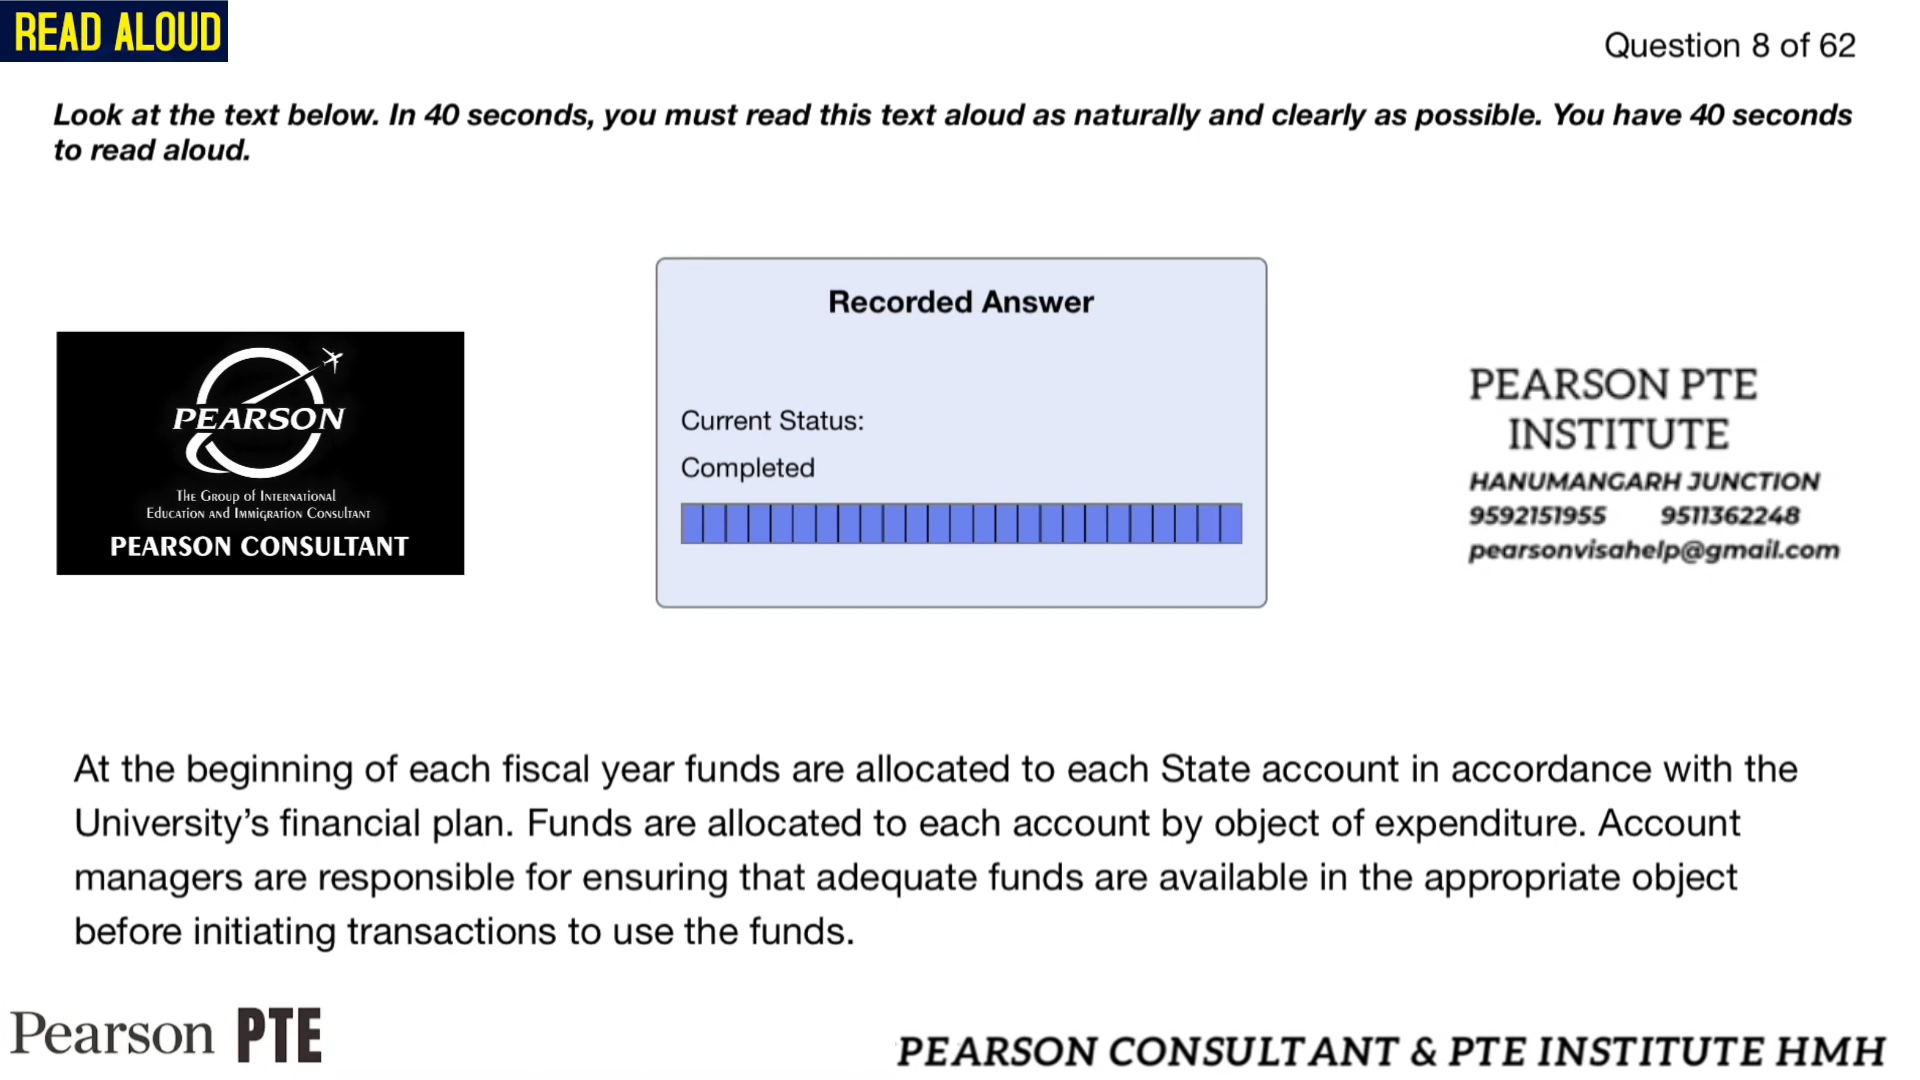 READ ALOUD
Question 8 of 62
Look at the text below. In 40 seconds, you must read this text aloud as naturally and clearly as possible. You have 40 seconds
to read aloud.
Recorded Answer
Current Status:
Completed
PEARSON
The Group of International
Education and Immigration Consultant
PEARSON CONSULTANT
PEARSON PTE
INSTITUTE
HANUMANGARH JUNCTION
9592151955 9511362248
pearsonvisahelp@gmail.com
At the beginning of each fiscal year funds are allocated to each State account in accordance with the
University’s financial plan. Funds are allocated to each account by object of expenditure. Account
managers are responsible for ensuring that adequate funds are available in the appropriate object
before initiating transactions to use the funds.
Pearson PTE
PEARSON CONSULTANT & PTE INSTITUTE HMH